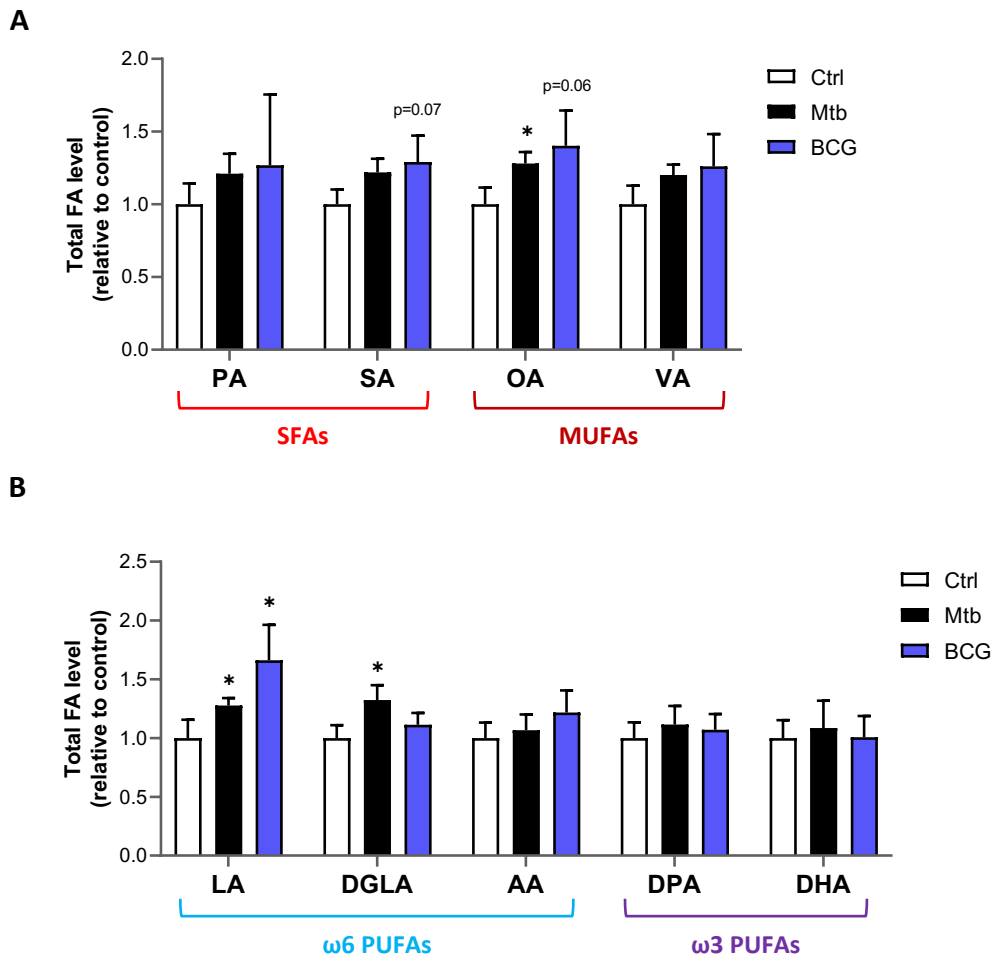 A
Total FA level
(relative to control)
2.0
1.5
1.0
0.5
0.0
p=0.07
*
p=0.06
Ctrl
Mtb
BCG
PA SA OA VA
SFAs MUFAs
B
Total FA level
(relative to control)
2.5
2.0
1.5
1.0
0.5
0.0
* * *
Ctrl
Mtb
BCG
LA DGLA AA DPA DHA
ω6 PUFAs ω3 PUFAs